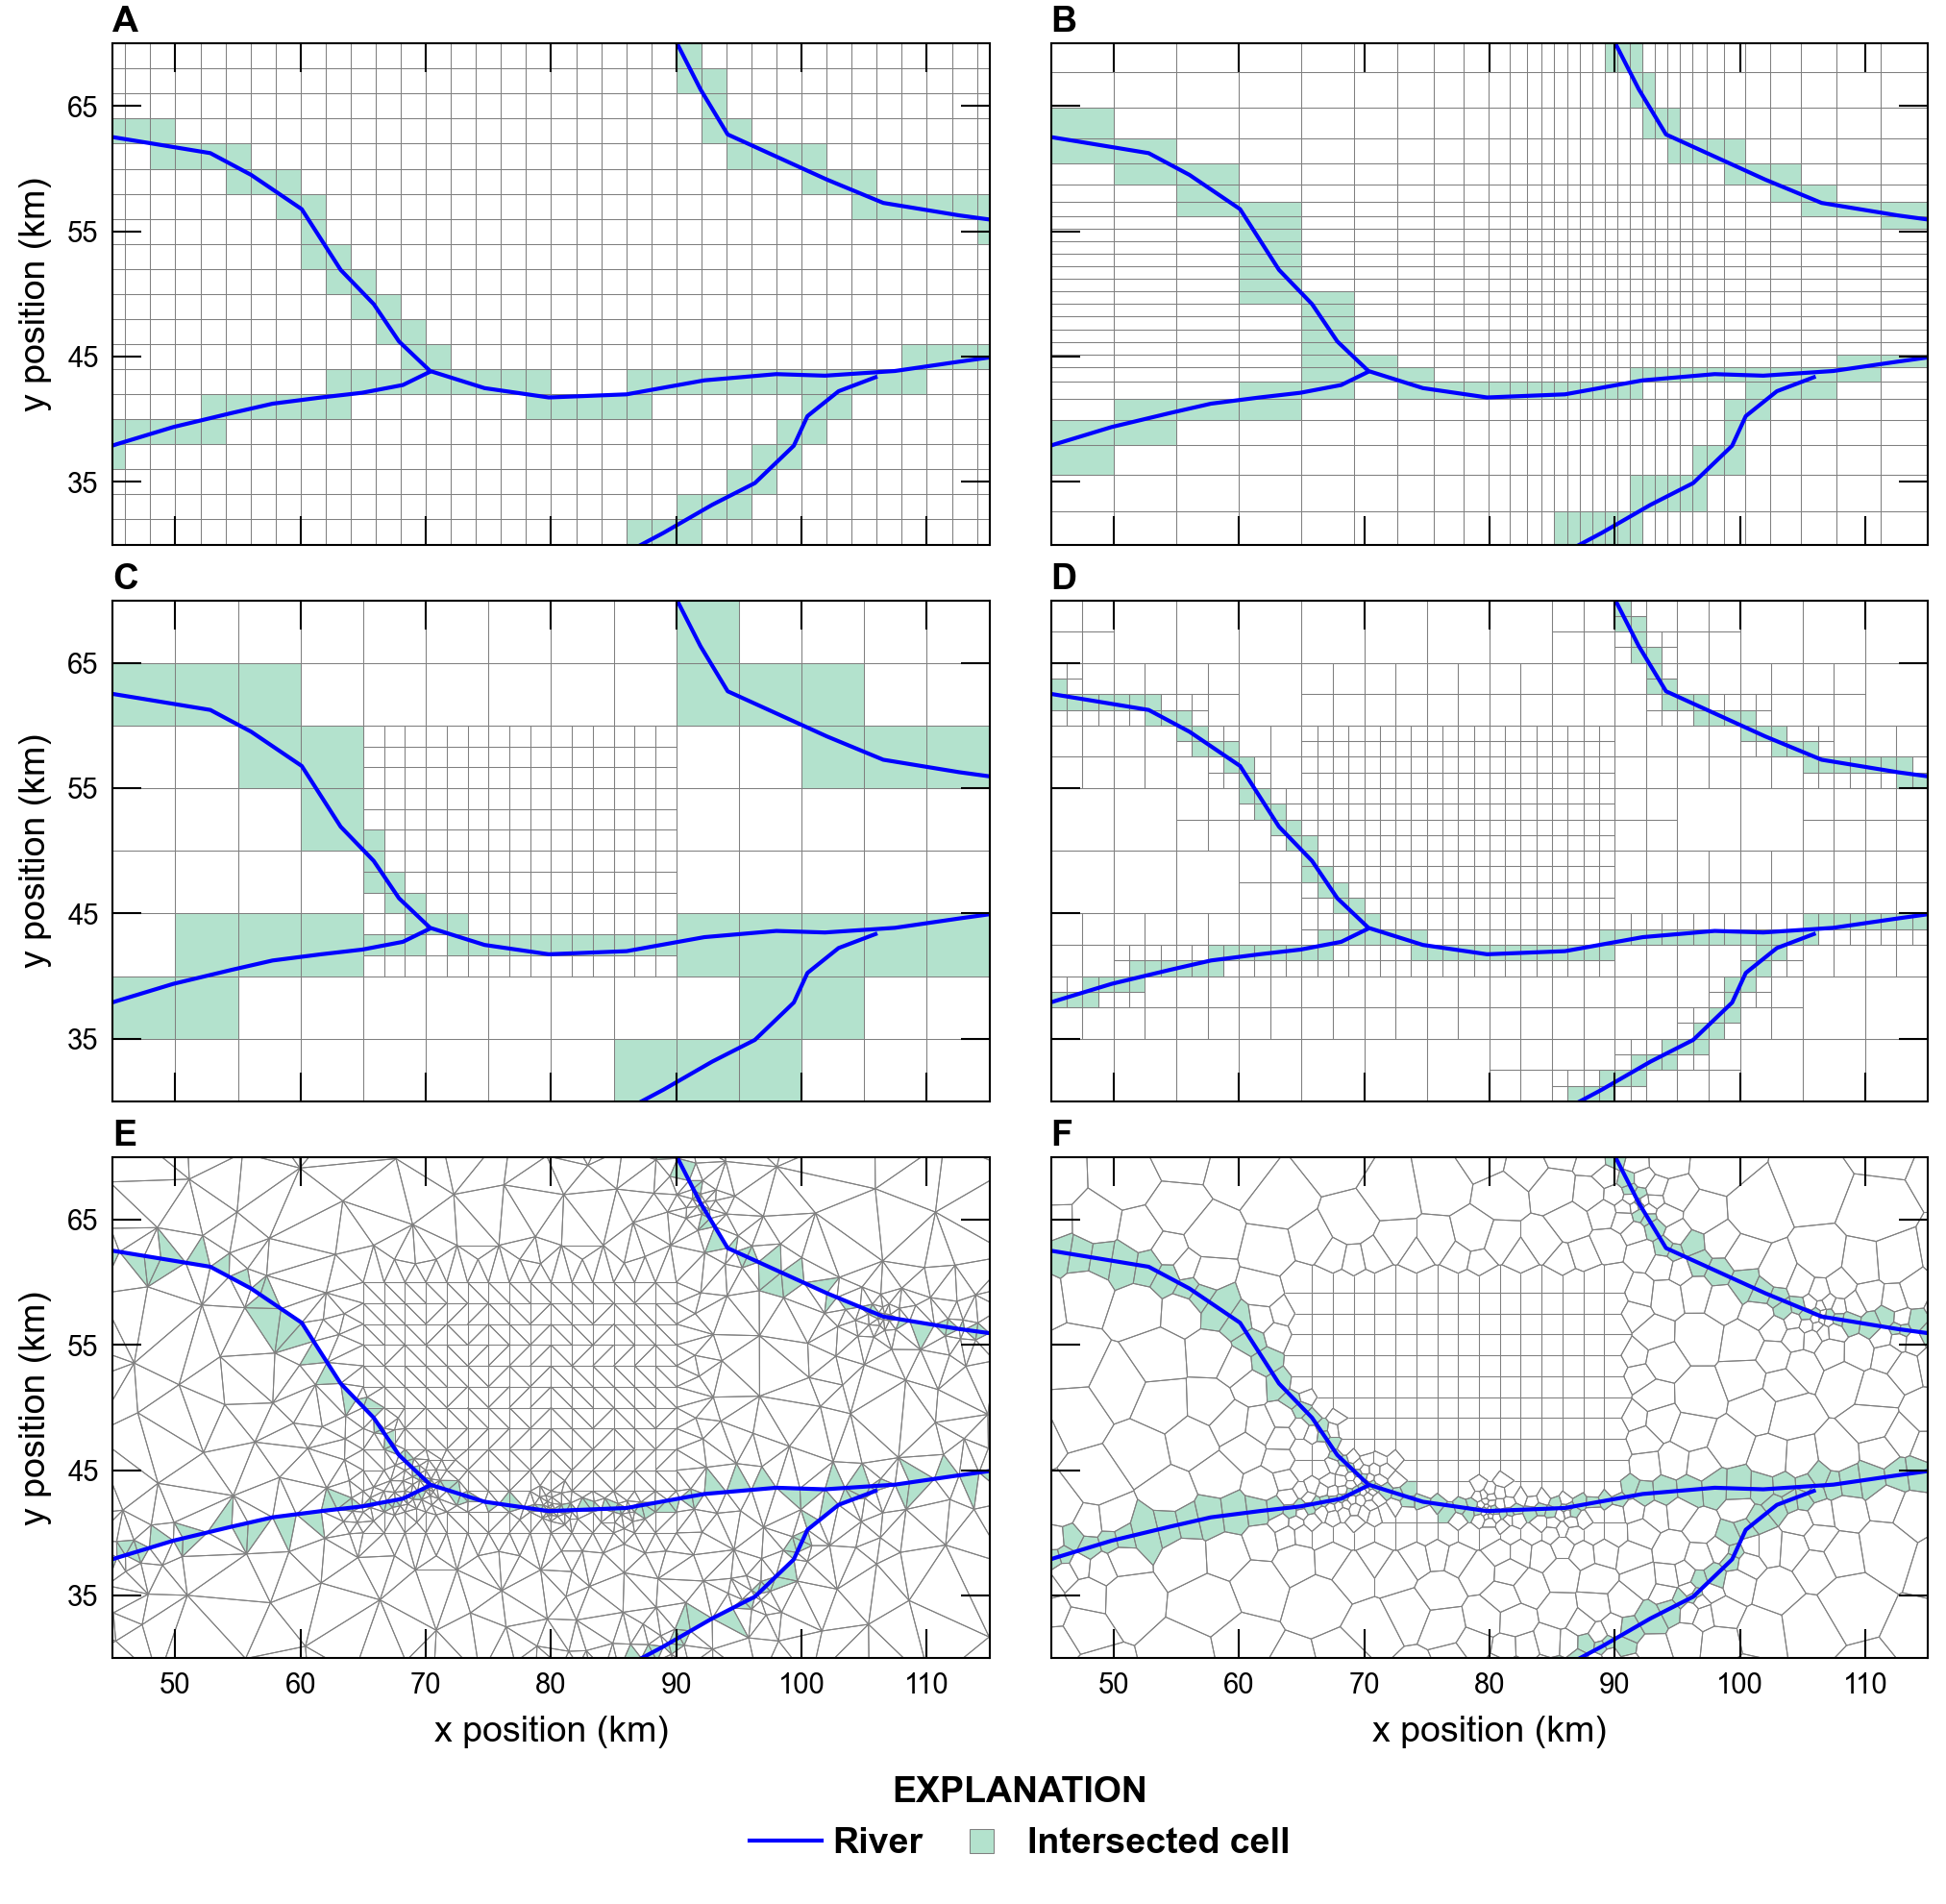 A
B
65
55
45
35
y position (km)
C
D
65
55
45
35
y position (km)
E
F
65
55
45
35
y position (km)
50 60 70 80 90 100 110
50 60 70 80 90 100 110
x position (km)
x position (km)
EXPLANATION
River
Intersected cell